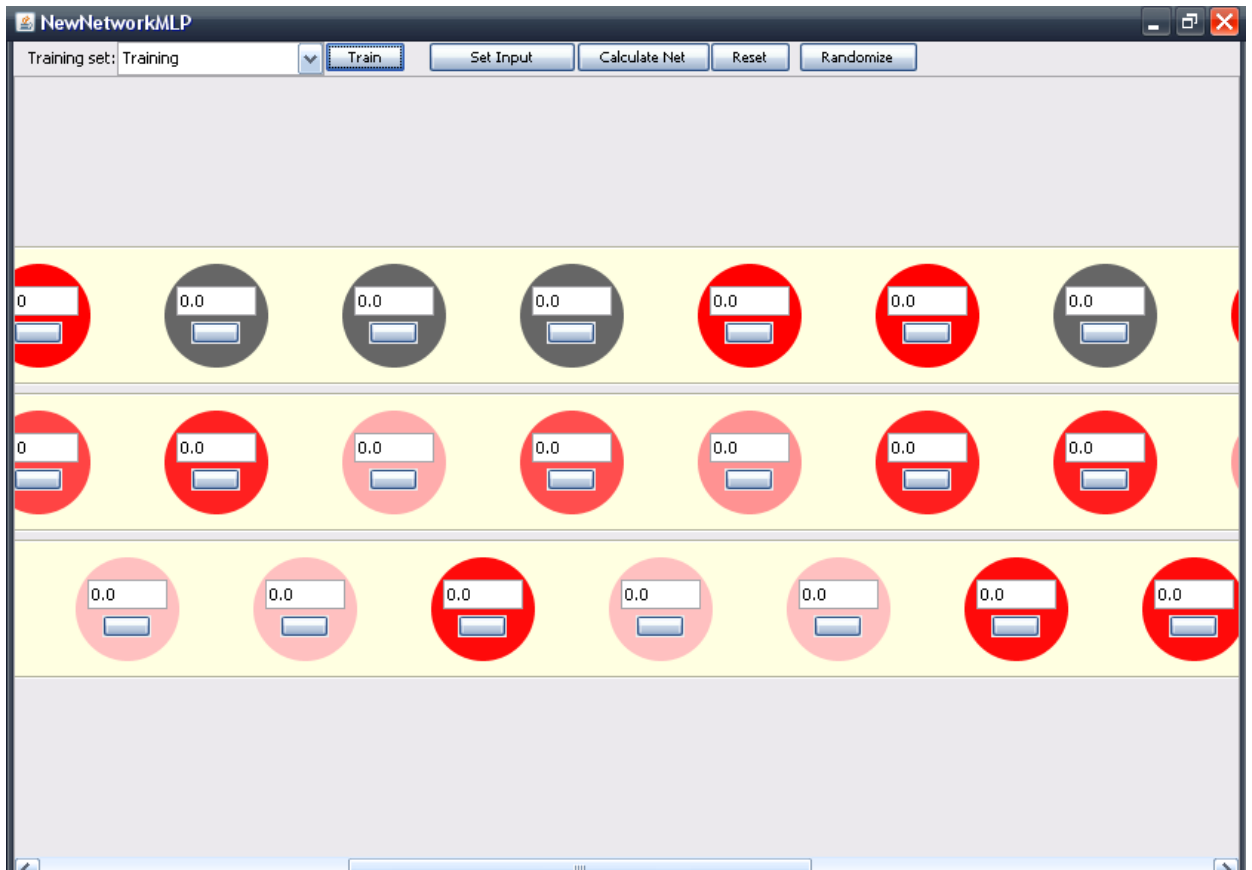 NewNetworkMLP
Training set: Training Train Set Input Calculate Net Reset Randomize
0 0.0 0.0 0.0 0.0 0.0 0.0
0 0.0 0.0 0.0 0.0 0.0 0.0
0.0 0.0 0.0 0.0 0.0 0.0 0.0